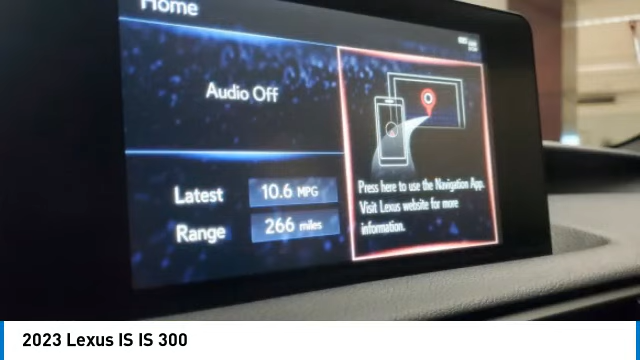 Home
Audio Off
Latest 10.6 MPG
Range 266 miles
Press here to use the Navigation App.
Visit Lexus website for more
information.
2023 Lexus IS IS 300